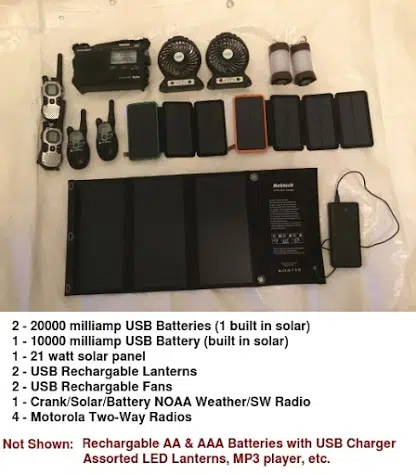 2 - 20000 milliamp USB Batteries (1 built in solar)
1 - 10000 milliamp USB Battery (built in solar)
1 - 21 watt solar panel
2 - USB Rechargable Lanterns
2 - USB Rechargable Fans
1 - Crank/Solar/Battery NOAA Weather/SW Radio
4 - Motorola Two-Way Radios
Not Shown: Rechargable AA & AAA Batteries with USB Charger
Assorted LED Lanterns, MP3 player, etc.